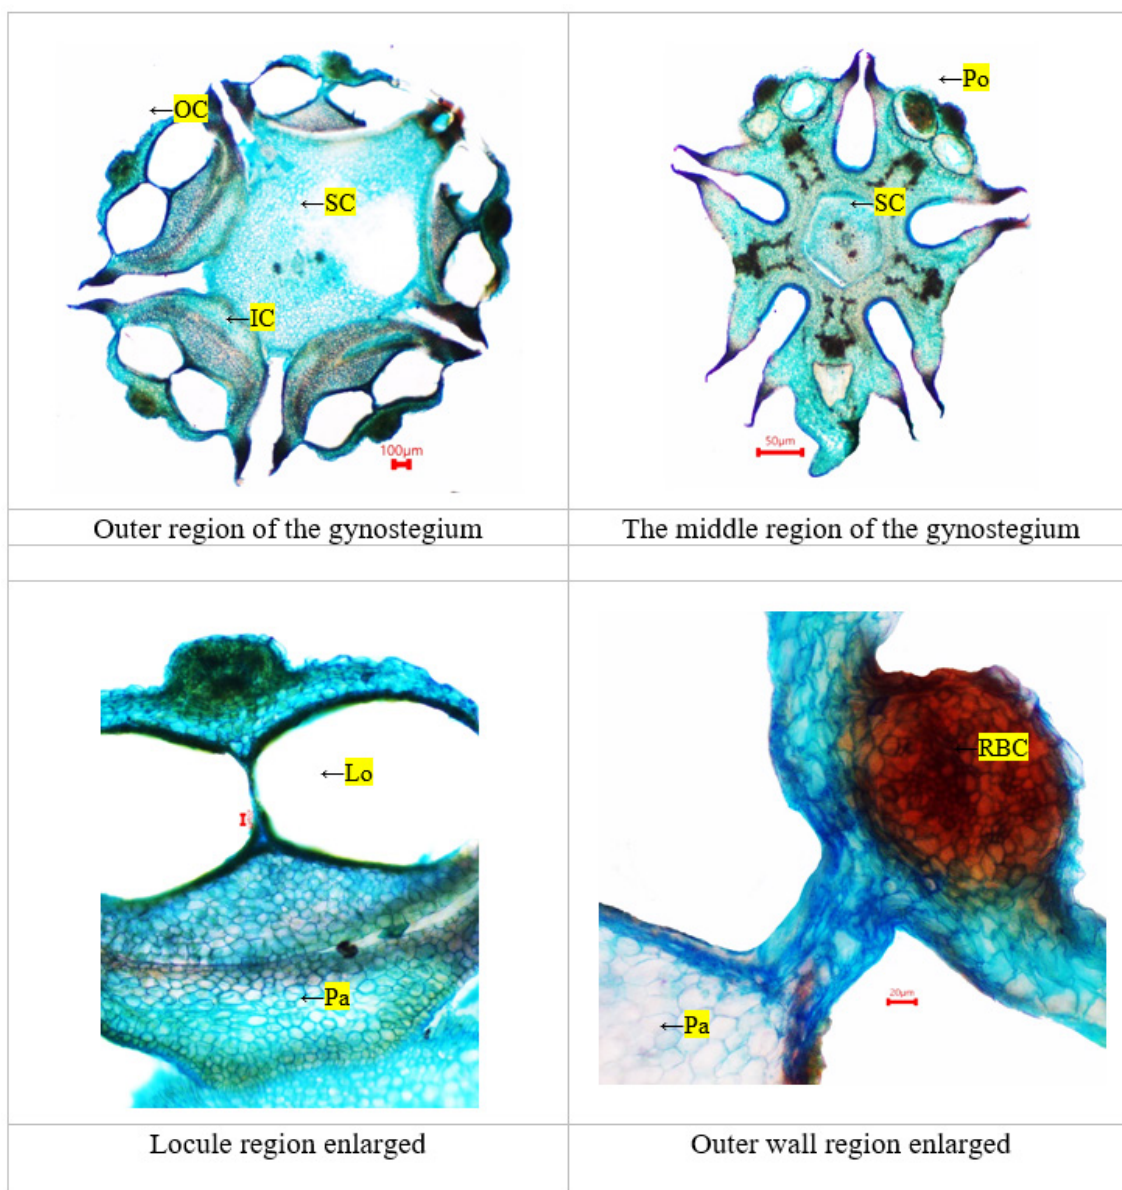 ←OC
←SC
←IC
100µm
←Po
←SC
50µm
Outer region of the gynostegium
The middle region of the gynostegium
←Lo
←Pa
←RBC
20µm
←Pa
Locule region enlarged
Outer wall region enlarged